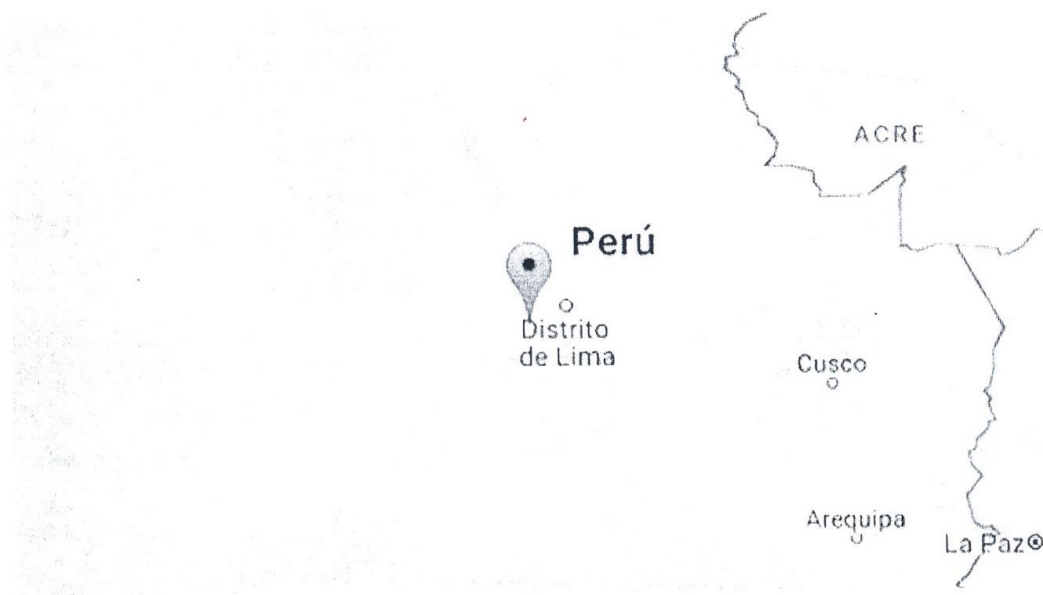 ACRE
Perú
Distrito
de Lima
Cusco
Arequipa
La Paz